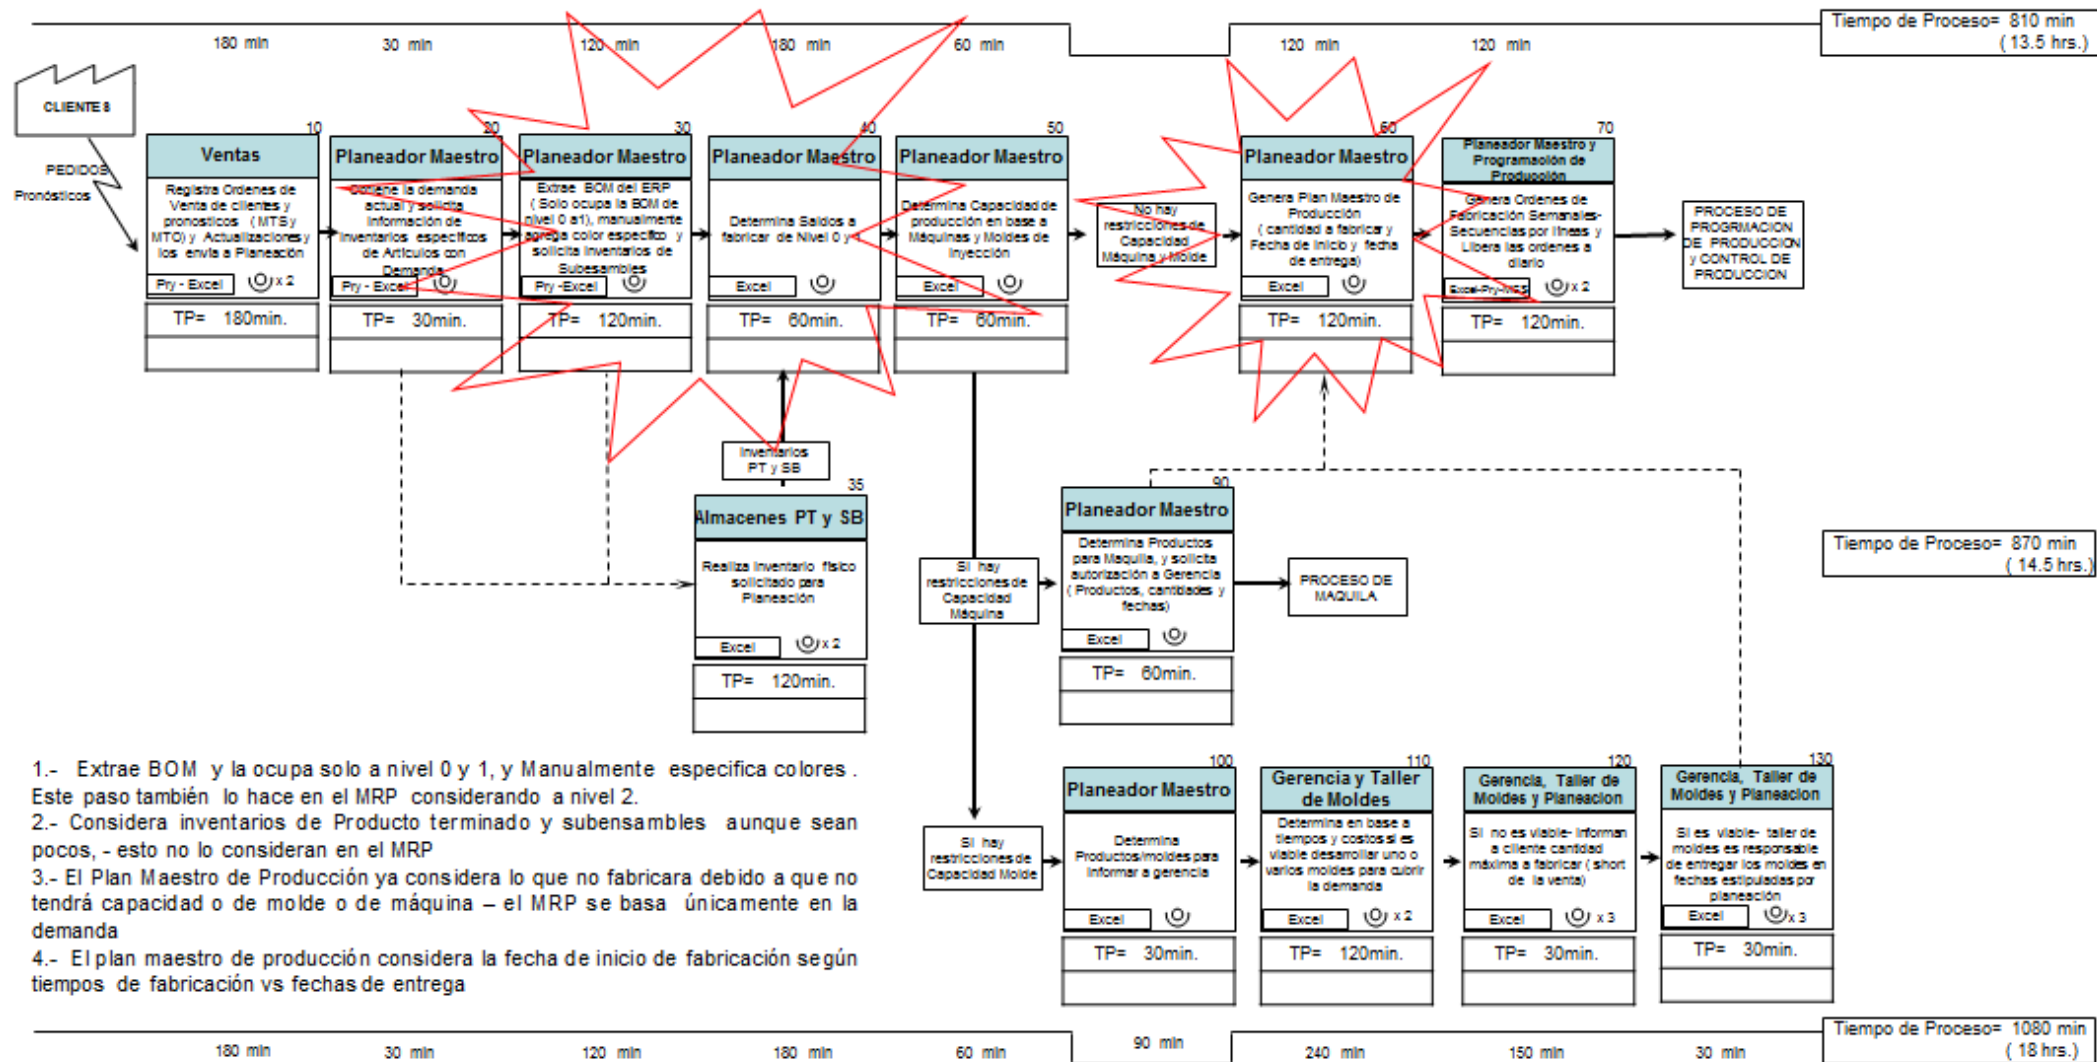 Tiempo de Proceso= 810 min
( 13.5 hrs.)
180 min
30 min
120 min
180 min
60 min
120 min
120 min
CLIENTES
PEDIDOS
Pronósticos
10
Ventas
Registra Ordenes de
Venta de clientes y
pronosticos ( MTS y
MTO) y Actualizaciones y
los envia a Planeación
Pry - Excel
x 2
TP= 180min.
20
Planeador Maestro
Obtiene la demanda
actual y solicita
Información de
Inventarios especificos
de Articulos con
Demanda
Pry - Excel
TP= 30min.
30
Planeador Maestro
Extrae BOM del ERP
( Solo ocupa la BOM de
nivel 0 a1), manualmente
agrega color especifico y
solicita Inventarios de
Subesambles
Pry -Excel
TP= 120min.
40
Planeador Maestro
Determina Saldos a
fabricar de Nivel 0 y 1
Excel
TP= 60min.
50
Planeador Maestro
Determina Capacidad de
producción en base a
Máquinas y Moldes de
Inyección
Excel
TP= 60min.
No hay
restricciones de
Capacidad
Máquina y Molde
60
Planeador Maestro
Genera Plan Maestro de
Producción
( cantidad a fabricar y
Fecha de Inicio y fecha
de entrega)
Excel
TP= 120min.
70
Planeador Maestro y
Programación de
Producción
Genera Ordenes de
Fabricación Semanales-
Secuencias por líneas y
Libera las ordenes a
diario
Excel-Pry-MES
x 2
TP= 120min.
PROCESO DE
PROGRMACION
DE PRODUCCION
y CONTROL DE
PRODUCCION
Inventarios
PT y SB
35
Almacenes PT y SB
Realiza Inventario físico
solicitado para
Planeación
Excel
x 2
TP= 120min.
Si hay
restricciones de
Capacidad
Máquina
90
Planeador Maestro
Determina Productos
para Maquila, y solicita
autorización a Gerencia
( Productos, cantidades y
fechas)
Excel
TP= 60min.
PROCESO DE
MAQUILA
Tiempo de Proceso= 870 min
( 14.5 hrs.)
1.- Extrae BOM y la ocupa solo a nivel 0 y 1, y Manualmente especifica colores .
Este paso también lo hace en el MRP considerando a nivel 2.
2.- Considera inventarios de Producto terminado y subensambles aunque sean
pocos, - esto no lo consideran en el MRP
3.- El Plan Maestro de Producción ya considera lo que no fabricara debido a que no
tendrá capacidad o de molde o de máquina – el MRP se basa únicamente en la
demanda
4.- El plan maestro de producción considera la fecha de inicio de fabricación según
tiempos de fabricación vs fechas de entrega
Si hay
restricciones de
Capacidad Molde
100
Planeador Maestro
Determina
Productos/moldes para
Informar a gerencia
Excel
TP= 30min.
110
Gerencia y Taller
de Moldes
Determina en base a
tiempos y costos si es
viable desarrollar uno o
varios moldes para cubrir
la demanda
Excel
x 2
TP= 120min.
120
Gerencia, Taller de
Moldes y Planeacion
Si no es viable- Informan
a cliente cantidad
máxima a fabricar ( short
de la venta)
Excel
x 3
TP= 30min.
130
Gerencia, Taller de
Moldes y Planeacion
Si es viable- taller de
moldes es responsable
de entregar los moldes en
fechas estipuladas por
planeación
Excel
x 3
TP= 30min.
Tiempo de Proceso= 1080 min
( 18 hrs.)
180 min
30 min
120 min
180 min
60 min
90 min
240 min
150 min
30 min